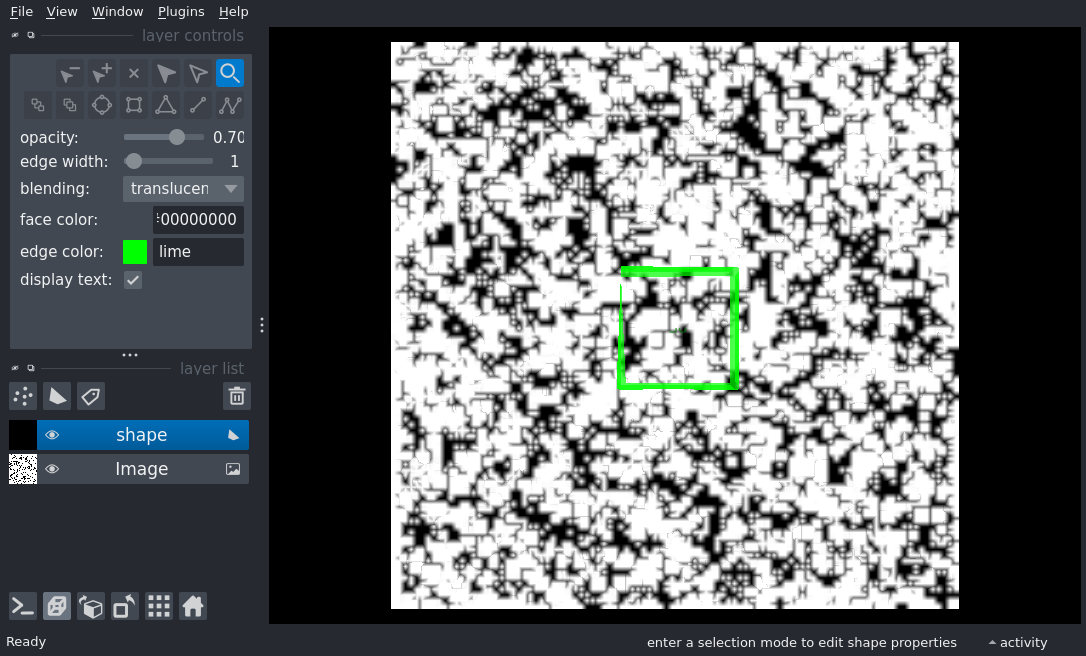 File View Window Plugins Help
layer controls
opacity: 0.70
edge width: 1
blending: translucen
face color: 00000000
edge color: lime
display text:
layer list
shape
Image
Ready
enter a selection mode to edit shape properties activity